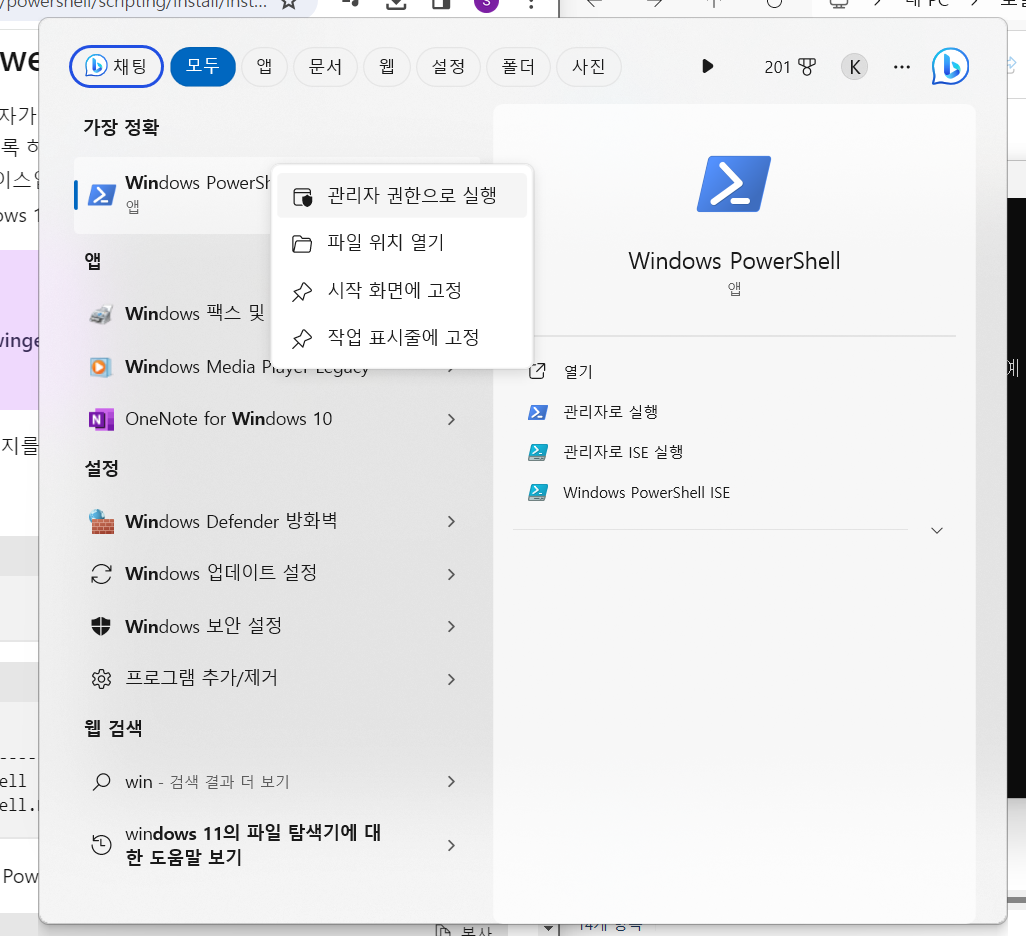 /powershell/scripting/install/inst...
채팅
모두
앱
문서
웹
설정
폴더
사진
201
K
가장 정확
Windows PowerSh
앱
관리자 권한으로 실행
파일 위치 열기
시작 화면에 고정
작업 표시줄에 고정
앱
Windows 팩스 및
Windows Media Player Legacy
OneNote for Windows 10
설정
Windows Defender 방화벽
Windows 업데이트 설정
Windows 보안 설정
프로그램 추가/제거
웹 검색
win - 검색 결과 더 보기
windows 11의 파일 탐색기에 대
한 도움말 보기
Windows PowerShell
앱
열기
관리자로 실행
관리자로 ISE 실행
Windows PowerShell ISE
자가
이스
지를
ell
ell.
Pow
복사
14개 항목
내 PC
S